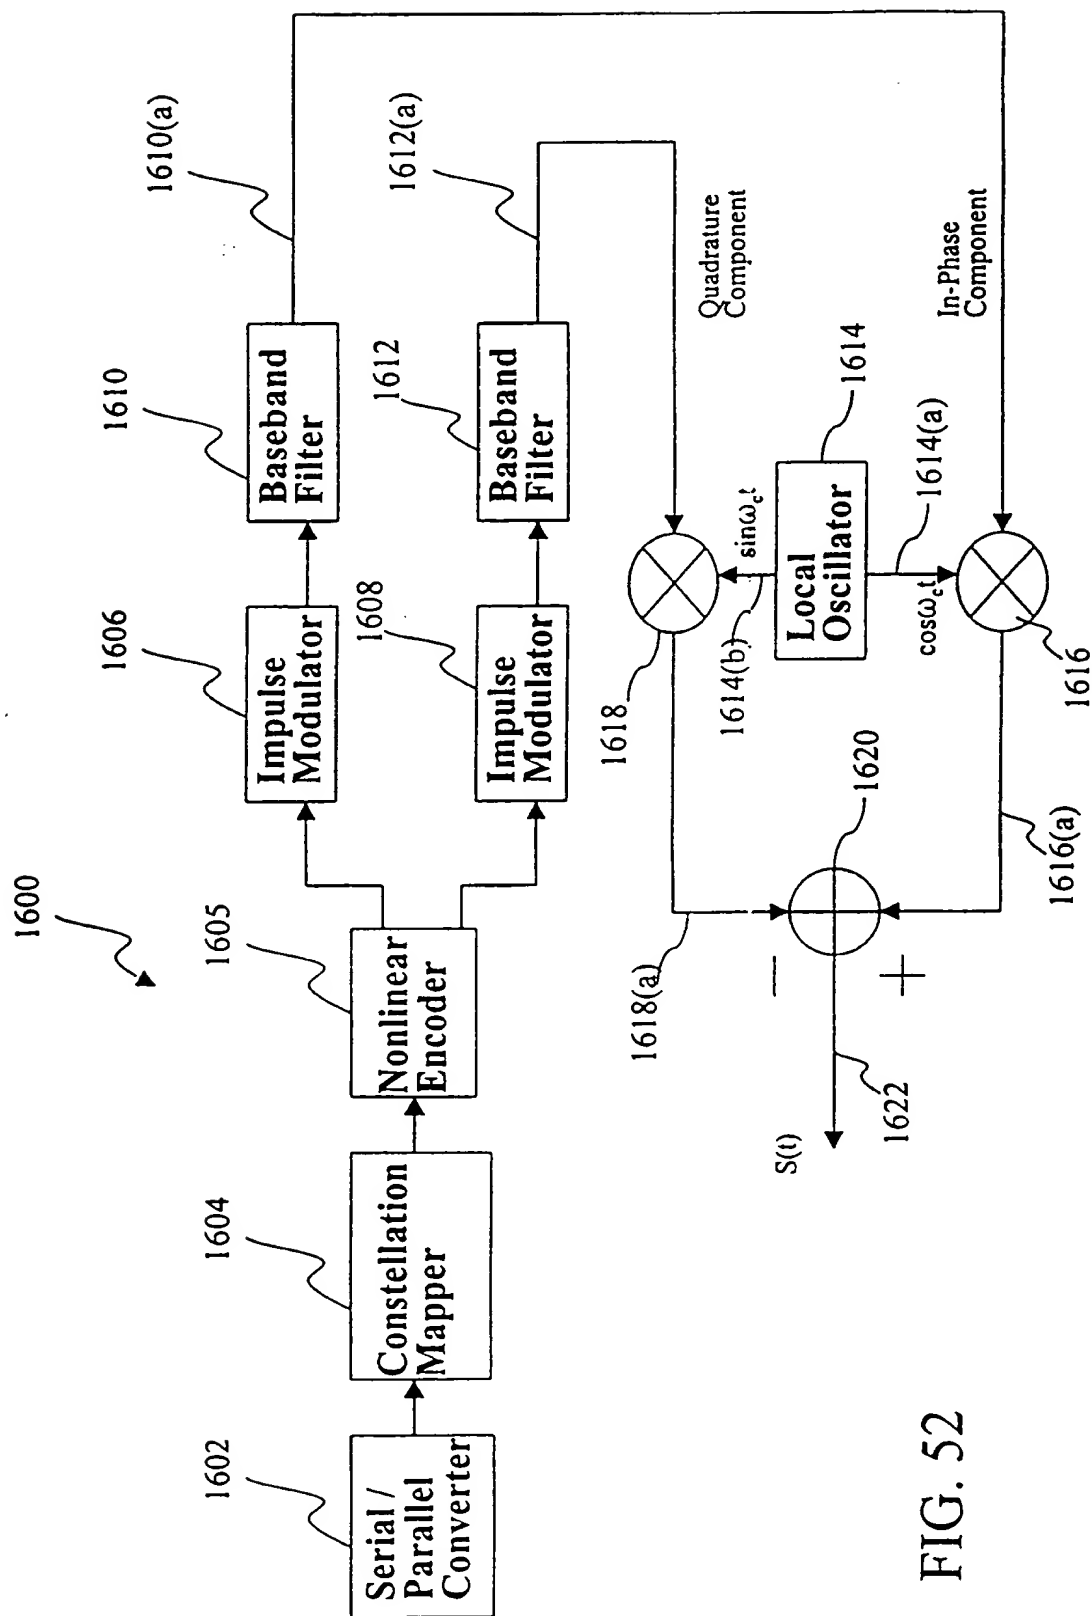 1600
1602
Serial /
Parallel
Converter
1604
Constellation
Mapper
1605
Nonlinear
Encoder
1606
Impulse
Modulator
1610
Baseband
Filter
1610(a)
1608
Impulse
Modulator
1612
Baseband
Filter
1612(a)
Quadrature
Component
1618
1618(a)
sinω_c t
1614(b)
Local
Oscillator
1614
1614(a)
cosω_c t
In-Phase
Component
1616
1616(a)
1620
−
+
S(t)
1622
FIG. 52